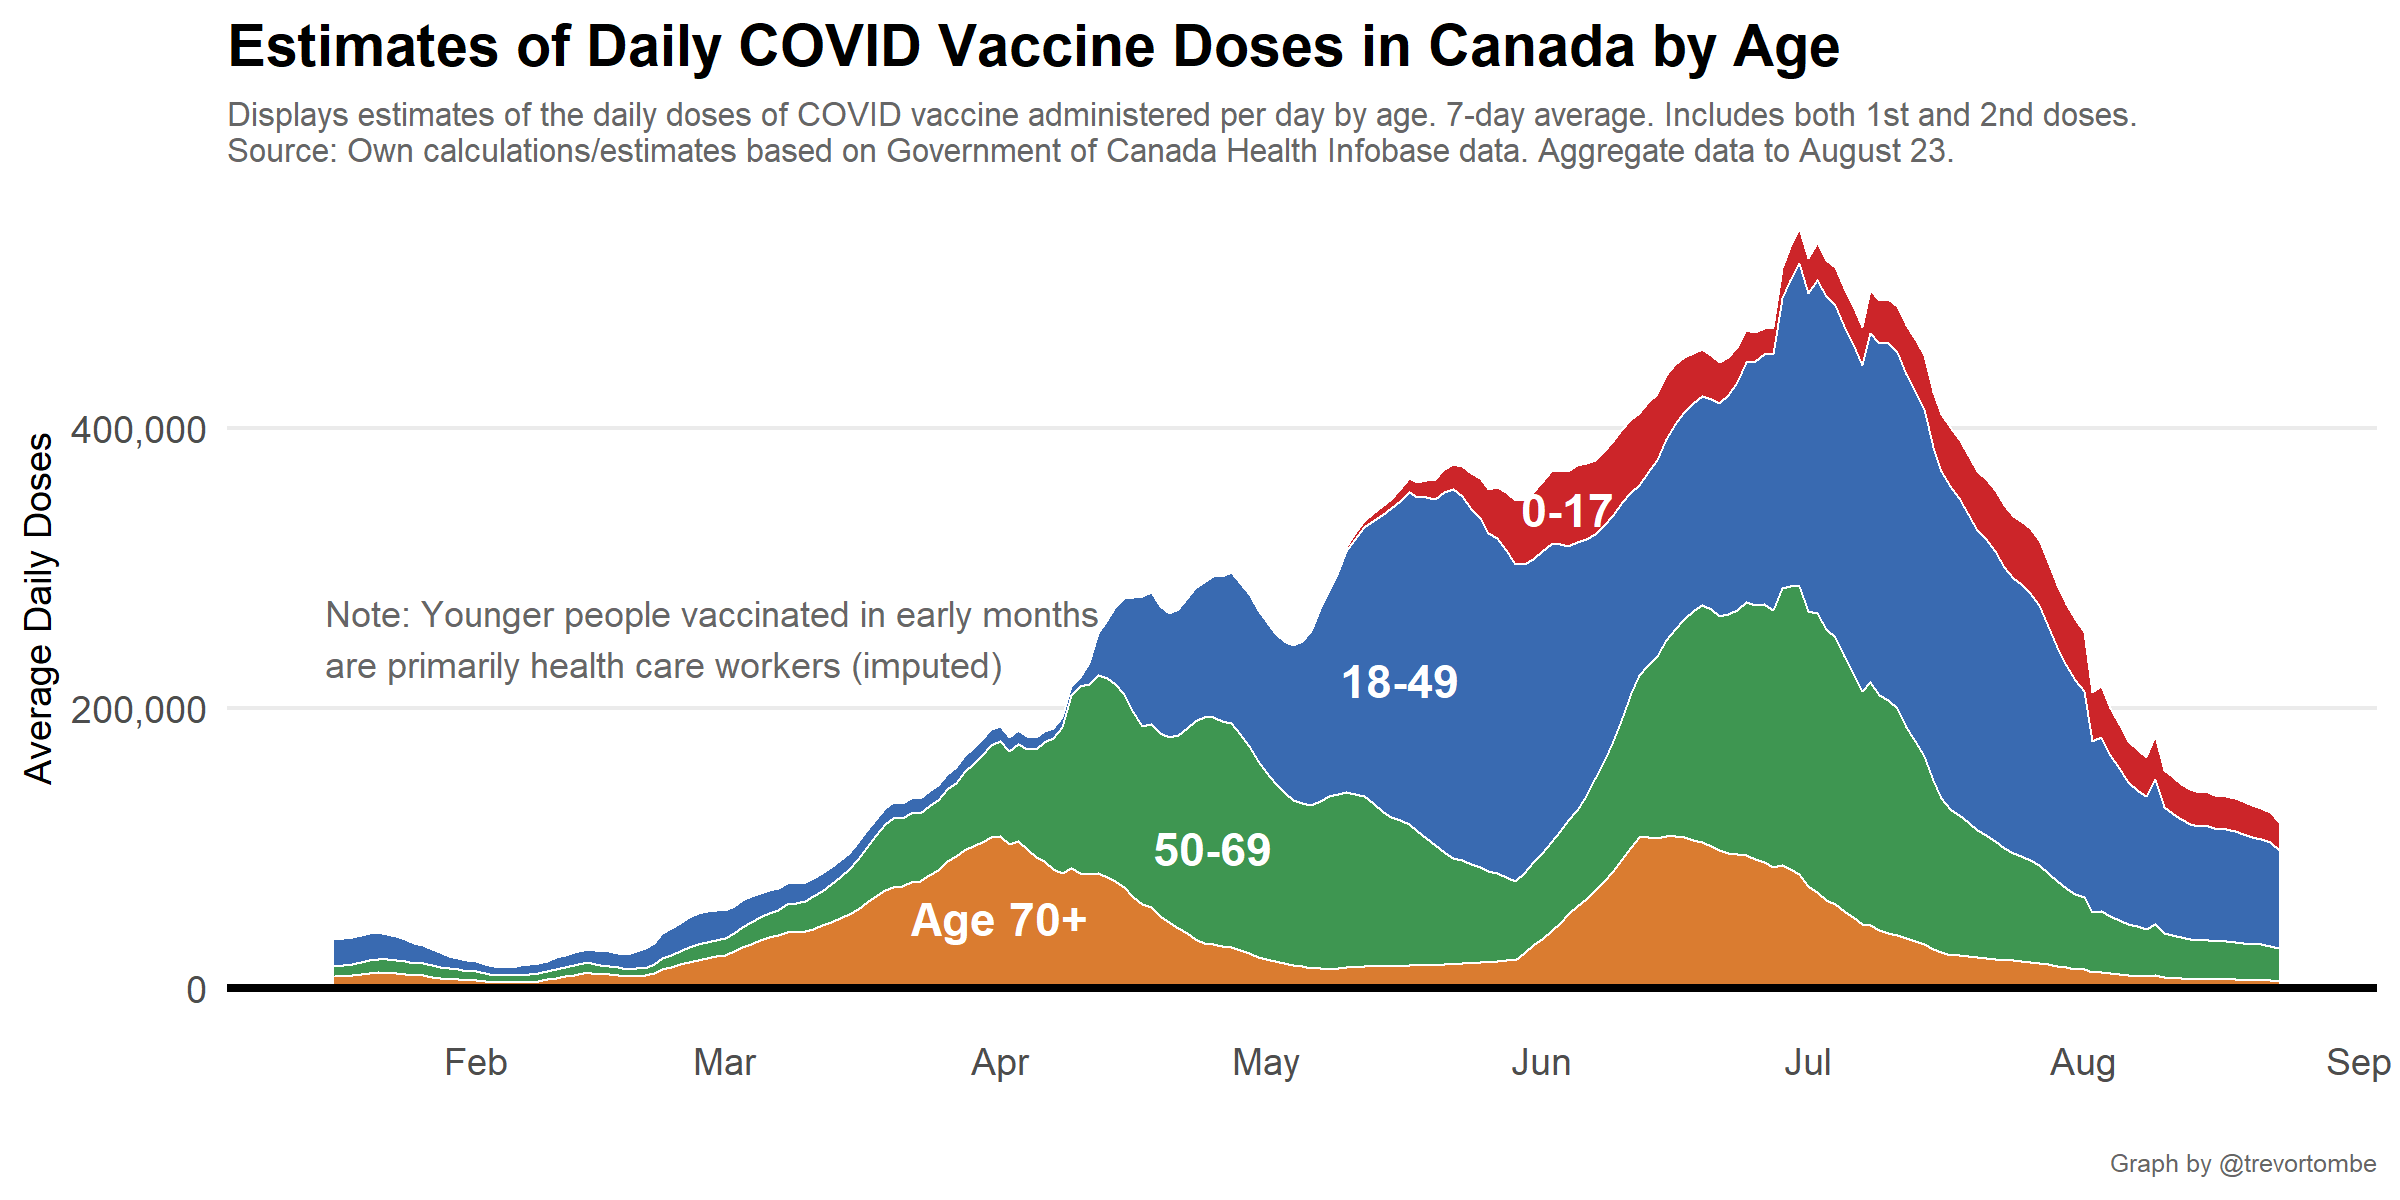 Estimates of Daily COVID Vaccine Doses in Canada by Age
Displays estimates of the daily doses of COVID vaccine administered per day by age. 7-day average. Includes both 1st and 2nd doses.
Source: Own calculations/estimates based on Government of Canada Health Infobase data. Aggregate data to August 23.
Average Daily Doses
400,000
200,000
0
Note: Younger people vaccinated in early months
are primarily health care workers (imputed)
0-17
18-49
50-69
Age 70+
Feb
Mar
Apr
May
Jun
Jul
Aug
Sep
Graph by @trevortombe